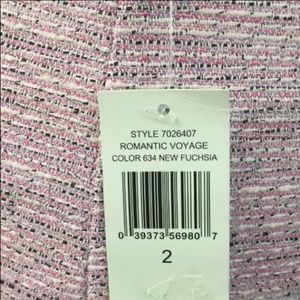 STYLE 7026407
ROMANTIC VOYAGE
COLOR 634 NEW FUCHSIA
0 39373 56980 7
2